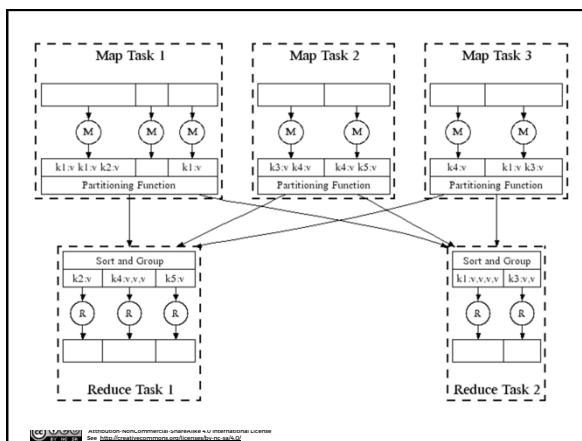 Map Task 1
Map Task 2
Map Task 3
M M M M M M M
k1:v k1:v k2:v k1:v
k3:v k4:v k4:v k5:v
k4:v k1:v k3:v
Partitioning Function
Partitioning Function
Partitioning Function
Sort and Group
Sort and Group
k2:v k4:v,v,v k5:v
k1:v,v,v,v k3:v,v
R R R R R
Reduce Task 1
Reduce Task 2
BY NC SA
Attribution-NonCommercial-ShareAlike 4.0 International License
See http://creativecommons.org/licenses/by-nc-sa/4.0/